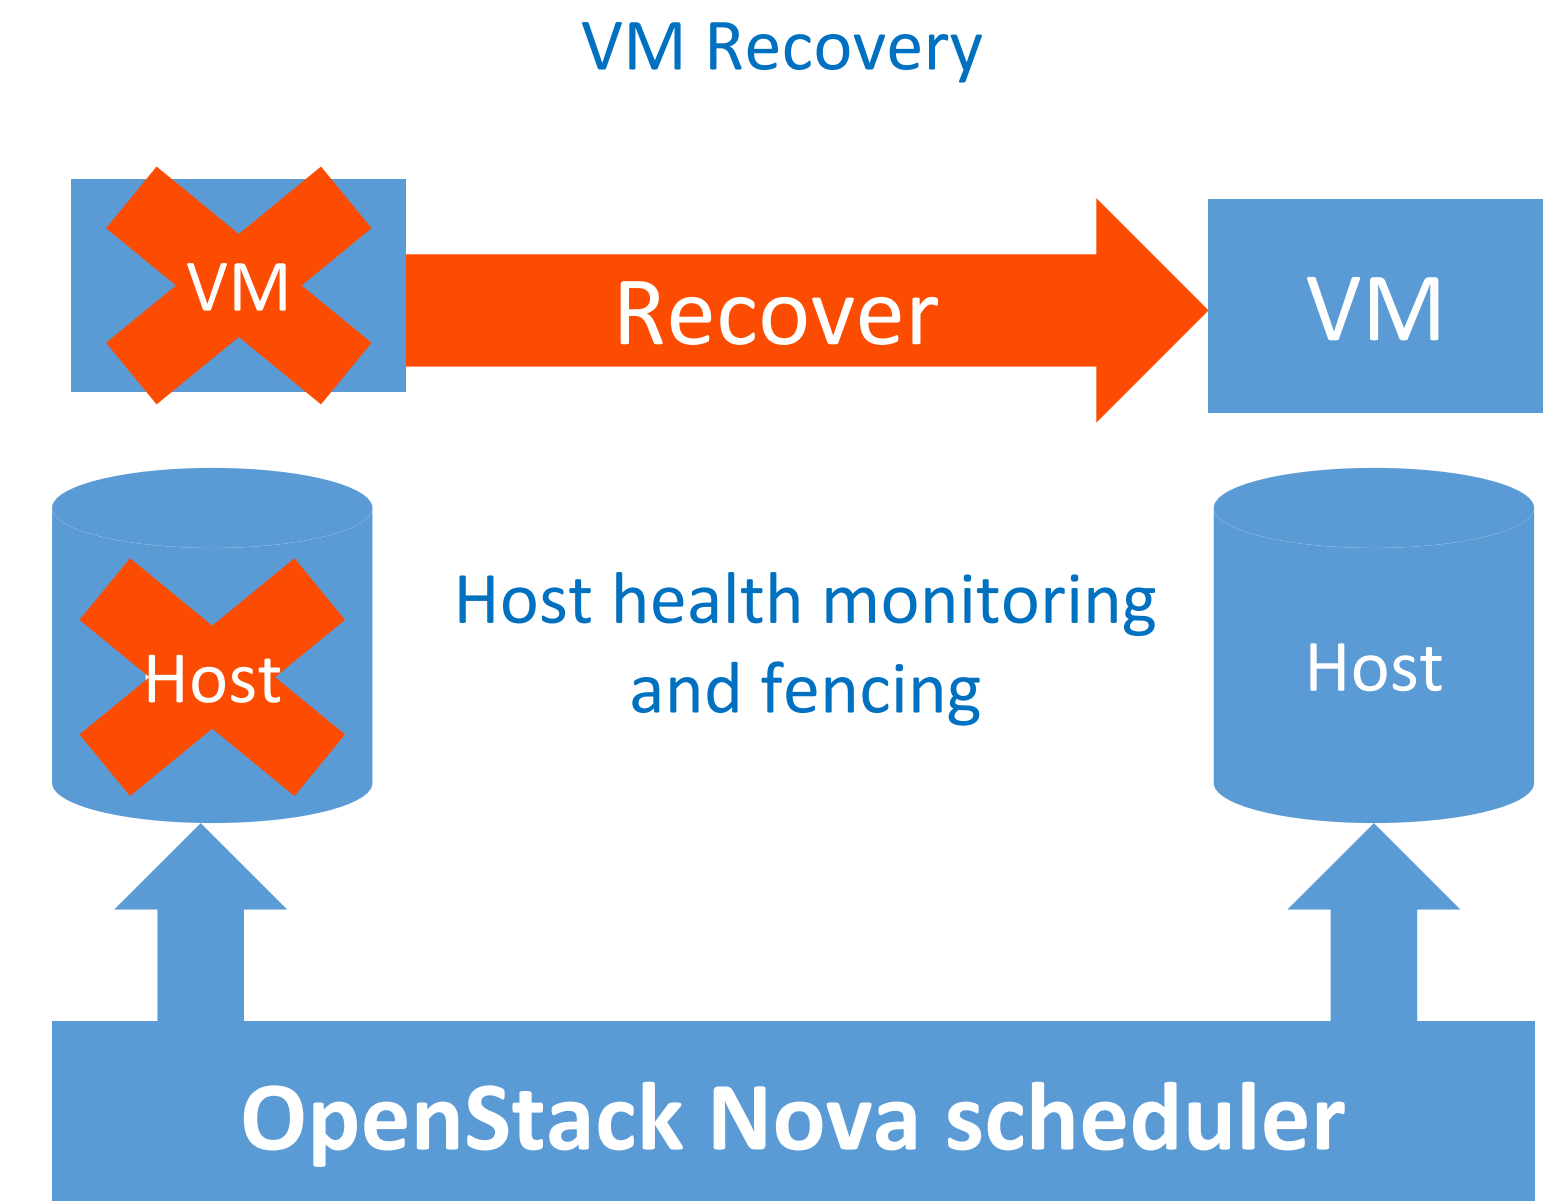 VM Recovery
VM
Recover
VM
Host health monitoring
and fencing
Host
Host
OpenStack Nova scheduler